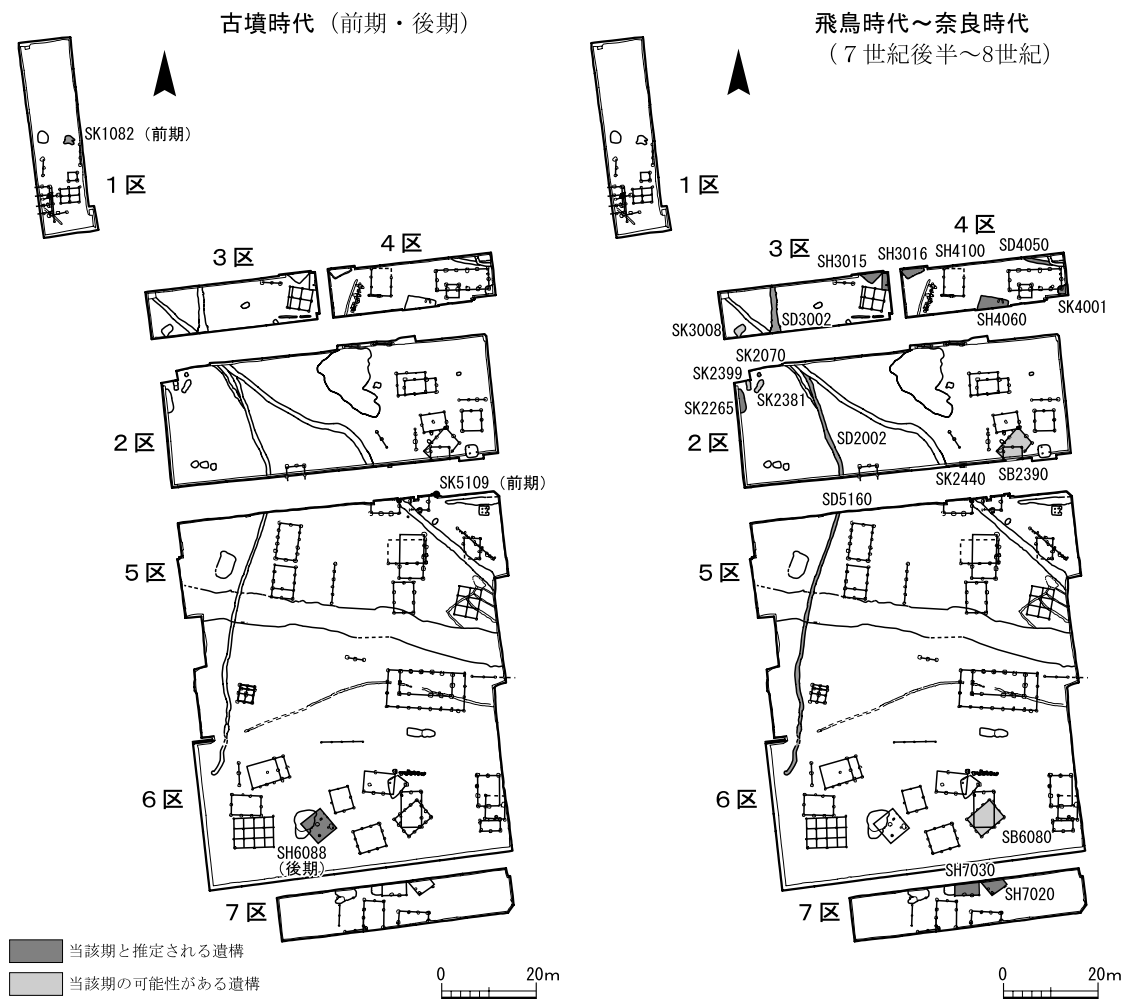 古墳時代（前期・後期）
SK1082（前期）
1区
3区
4区
2区
SK5109（前期）
5区
6区
SH6088
（後期）
7区
当該期と推定される遺構
当該期の可能性がある遺構
0
20m
飛鳥時代～奈良時代
（７世紀後半～8世紀）
1区
4区
3区
SH3015
SH3016
SH4100
SD4050
SK4001
SK3008
SD3002
SH4060
SK2070
SK2399
SK2381
SK2265
2区
SD2002
SK2440
SB2390
SD5160
5区
6区
SB6080
SH7030
SH7020
7区
0
20m